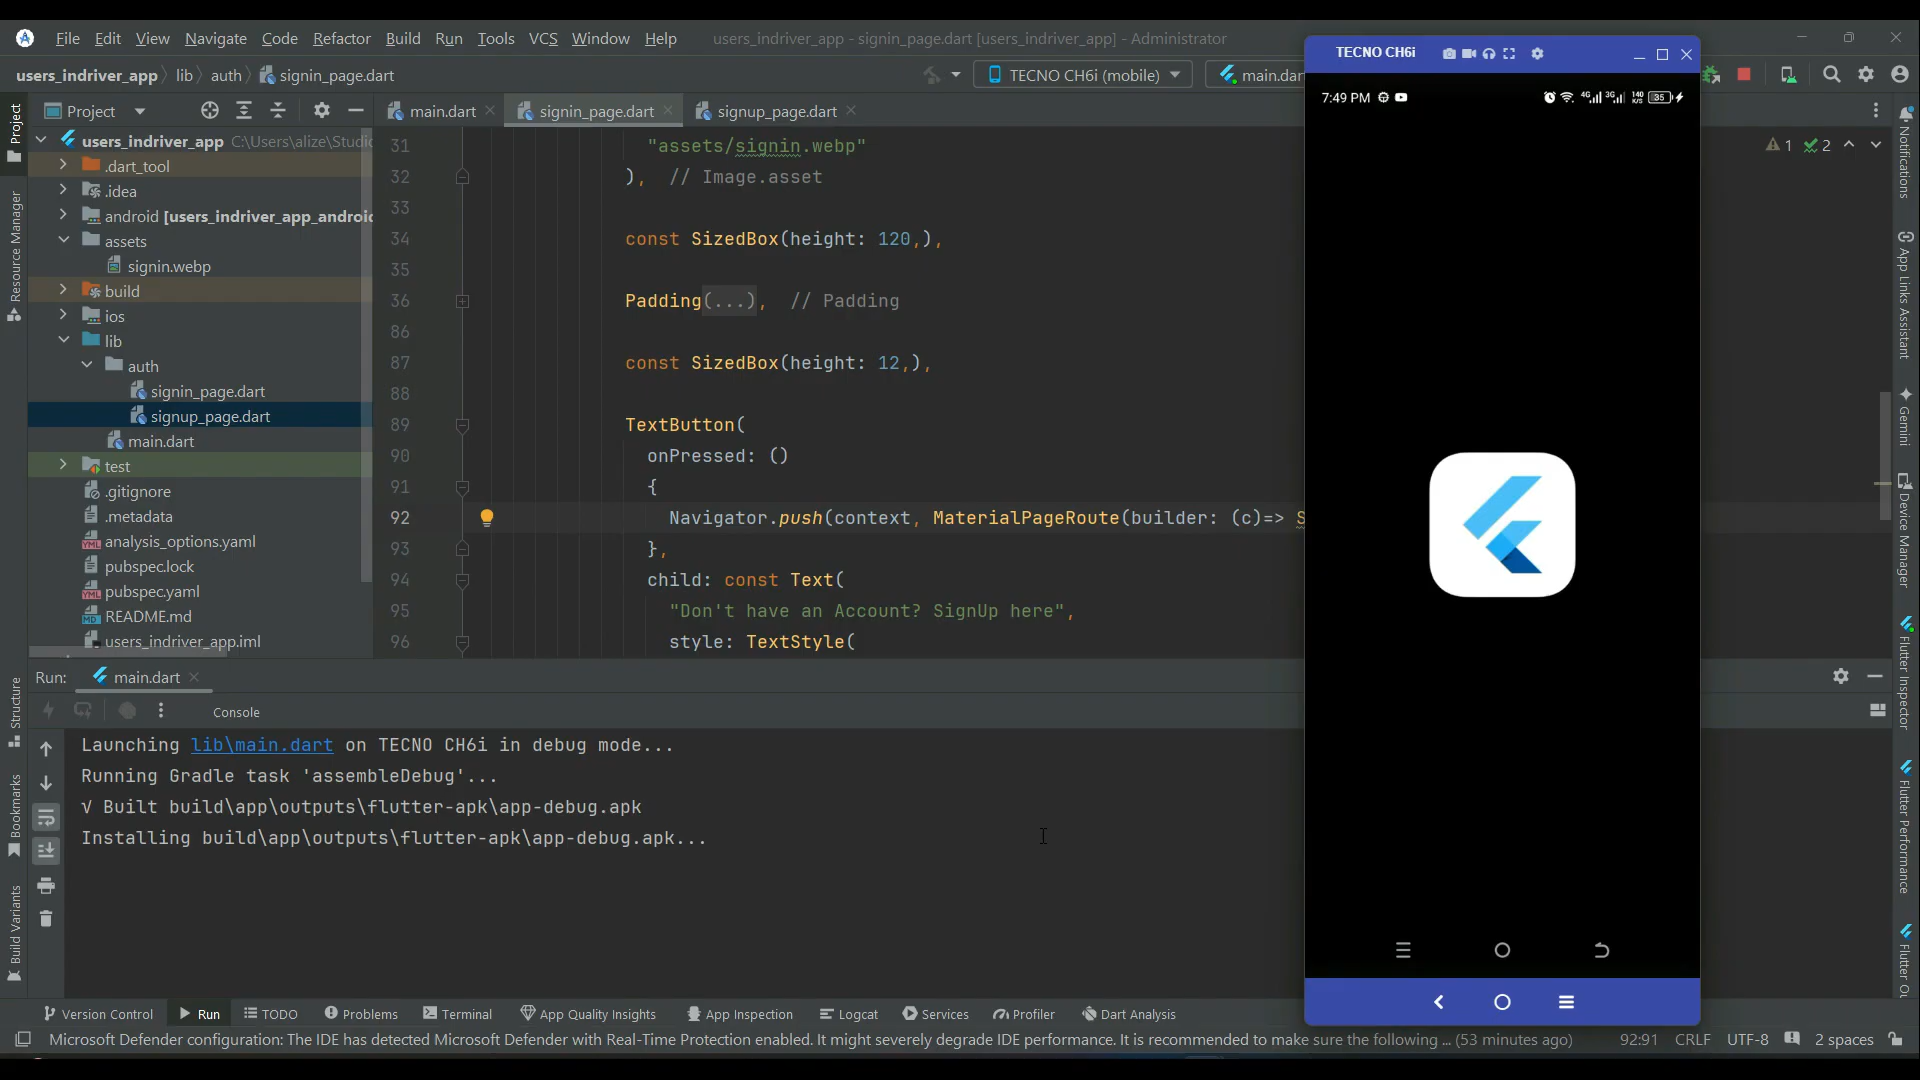 File Edit View Navigate Code Refactor Build Run Tools VCS Window Help users_indriver_app - signin_page.dart [users_indriver_app] - Administrator
users_indriver_app lib auth signin_page.dart TECNO CH6i (mobile) main.dar
Project main.dart signin_page.dart signup_page.dart
users_indriver_app C:\Users\alize\Studi
.dart_tool
.idea
android [users_indriver_app_androi
assets
signin.webp
build
ios
lib
auth
signin_page.dart
signup_page.dart
main.dart
test
.gitignore
.metadata
analysis_options.yaml
pubspec.lock
pubspec.yaml
README.md
users_indriver_app.iml
31 "assets/signin.webp"
32 ), // Image.asset
33
34 const SizedBox(height: 120,),
35
36 Padding(...), // Padding
86
87 const SizedBox(height: 12,),
88
89 TextButton(
90 onPressed: ()
91 {
92 Navigator.push(context, MaterialPageRoute(builder: (c)=> S
93 },
94 child: const Text(
95 "Don't have an Account? SignUp here",
96 style: TextStyle(
1 2
TECNO CH6i
7:49 PM 4G 3G 140 K/S 35
Run: main.dart
Console
Launching lib\main.dart on TECNO CH6i in debug mode...
Running Gradle task 'assembleDebug'...
√ Built build\app\outputs\flutter-apk\app-debug.apk
Installing build\app\outputs\flutter-apk\app-debug.apk...
Version Control Run TODO Problems Terminal App Quality Insights App Inspection Logcat Services Profiler Dart Analysis
Microsoft Defender configuration: The IDE has detected Microsoft Defender with Real-Time Protection enabled. It might severely degrade IDE performance. It is recommended to make sure the following ... (53 minutes ago) 92:91 CRLF UTF-8 2 spaces
Project
Resource Manager
Structure
Bookmarks
Build Variants
Notifications
App Links Assistant
Gemini
Device Manager
Flutter Inspector
Flutter Performance
Flutter Ou